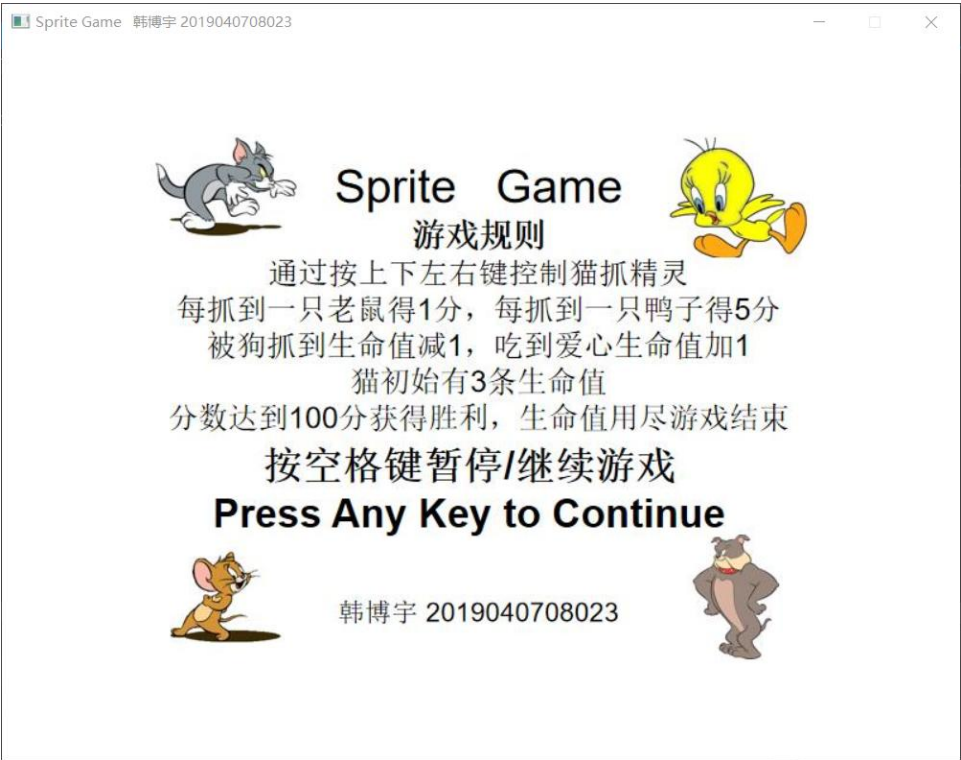 Sprite Game 韩博宇 2019040708023
Sprite Game
游戏规则
通过按上下左右键控制猫抓精灵
每抓到一只老鼠得1分，每抓到一只鸭子得5分
被狗抓到生命值减1，吃到爱心生命值加1
猫初始有3条生命值
分数达到100分获得胜利，生命值用尽游戏结束
按空格键暂停/继续游戏
Press Any Key to Continue
韩博宇 2019040708023